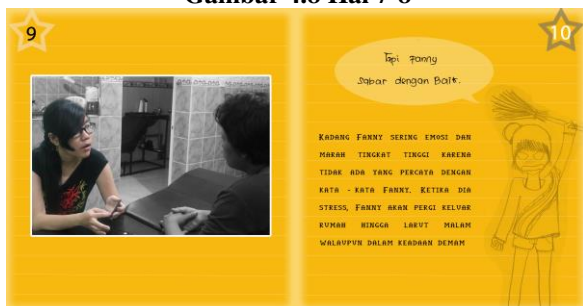 Gambar 4.8 Hal 7-8
9
10
Tapi Fanny
Sabar dengan Baik.
KADANG FANNY SERING EMOSI DAN
MARAH TINGKAT TINGGI KARENA
TIDAK ADA YANG PERCAYA DENGAN
KATA - KATA FANNY. KETIKA DIA
STRESS, FANNY AKAN PERGI KELUAR
RUMAH HINGGA LARUT MALAM
WALAUPUN DALAM KEADAAN DEMAM